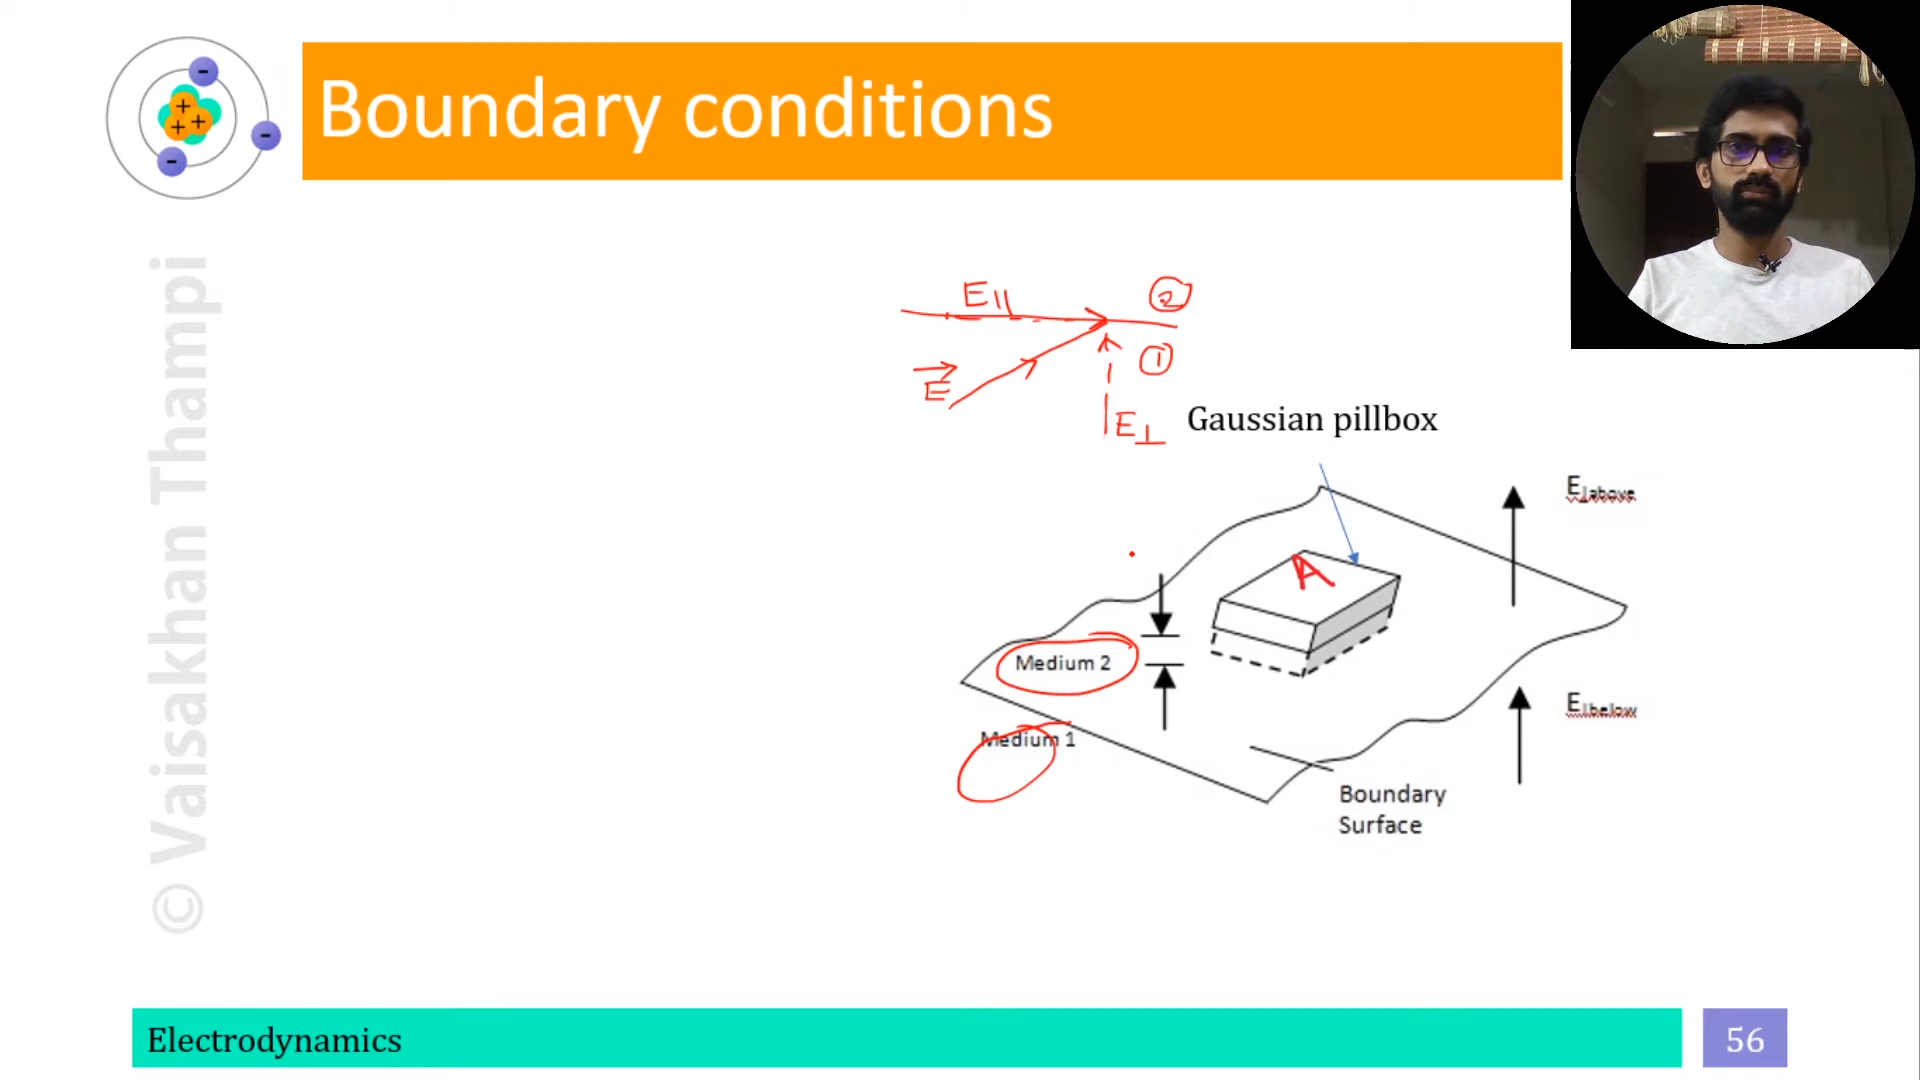 Boundary conditions
© Vaisakhan Thampi
E||
2
1
E
E⊥
Gaussian pillbox
E⊥above
A
Medium 2
E⊥below
Medium 1
Boundary
Surface
Electrodynamics
56